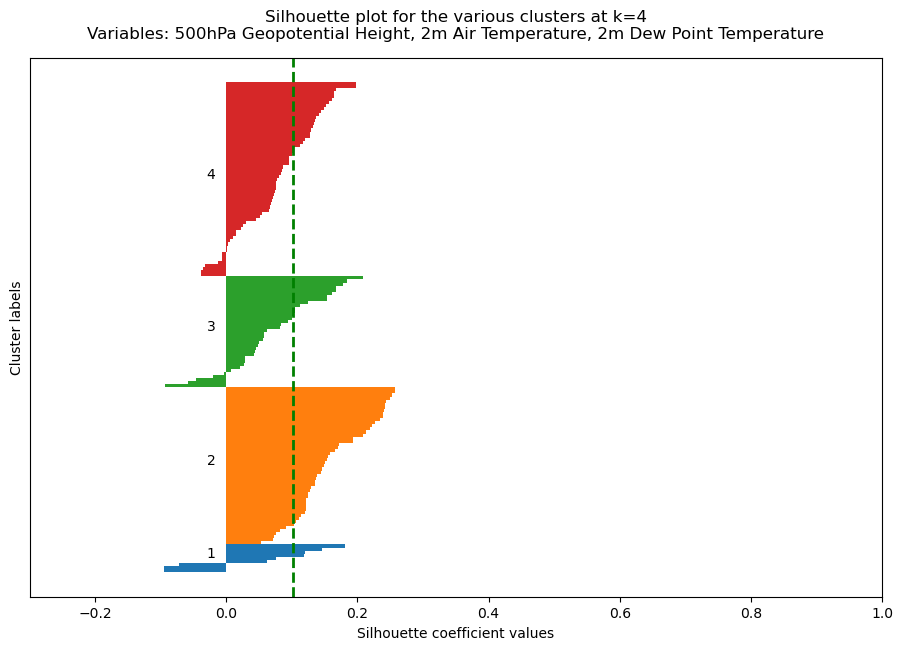 Silhouette plot for the various clusters at k=4
Variables: 500hPa Geopotential Height, 2m Air Temperature, 2m Dew Point Temperature
Cluster labels
4
3
2
1
−0.2
0.0
0.2
0.4
0.6
0.8
1.0
Silhouette coefficient values